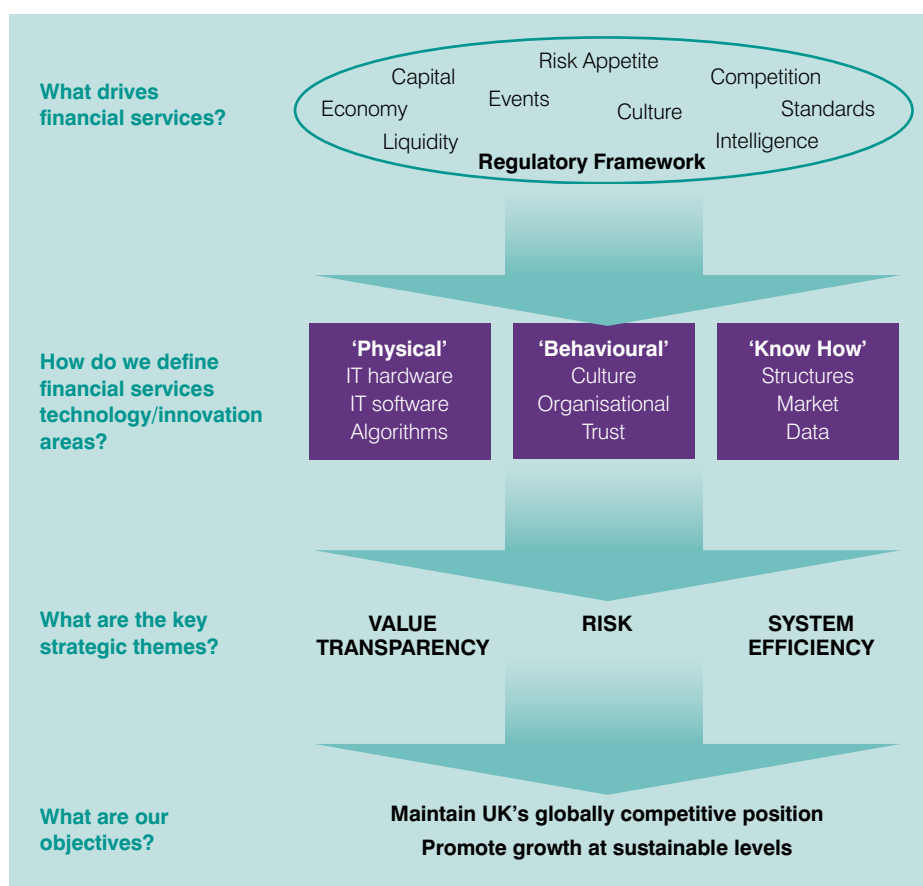 What drives
financial services?
Risk Appetite
Capital
Competition
Economy
Events
Culture
Standards
Liquidity
Intelligence
Regulatory Framework
How do we define
financial services
technology/innovation
areas?
‘Physical’
IT hardware
IT software
Algorithms
‘Behavioural’
Culture
Organisational
Trust
‘Know How’
Structures
Market
Data
What are the key
strategic themes?
VALUE
TRANSPARENCY
RISK
SYSTEM
EFFICIENCY
What are our
objectives?
Maintain UK’s globally competitive position
Promote growth at sustainable levels